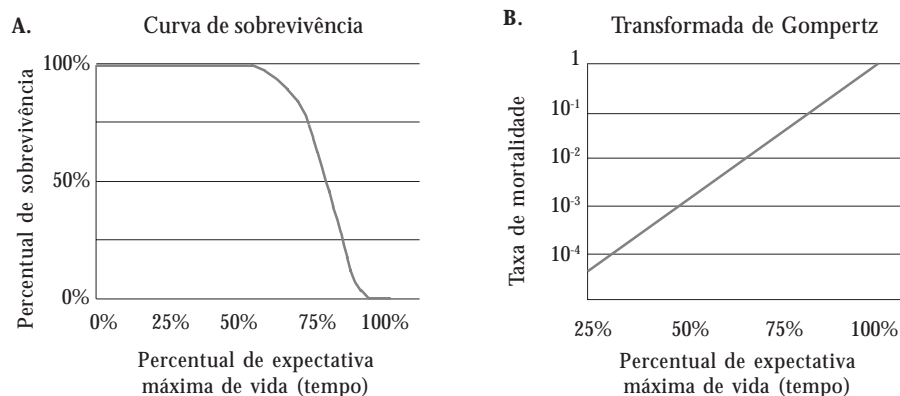 A.
Curva de sobrevivência
Percentual de sobrevivência
100%
50%
0%
0% 25% 50% 75% 100%
Percentual de expectativa
máxima de vida (tempo)
B.
Transformada de Gompertz
Taxa de mortalidade
1
10-1
10-2
10-3
10-4
25% 50% 75% 100%
Percentual de expectativa
máxima de vida (tempo)